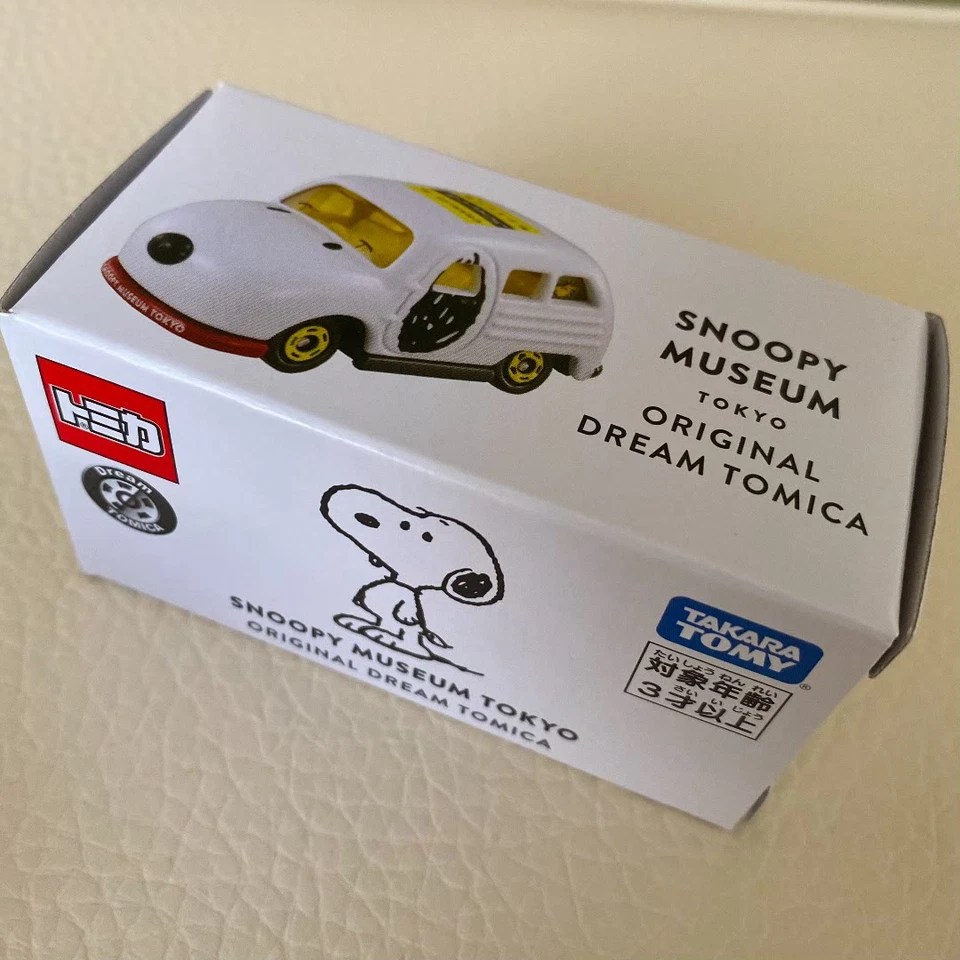 SNOOPY MUSEUM TOKYO
SNOOPY
MUSEUM
TOKYO
ORIGINAL
DREAM TOMICA
トミカ
®
Dream
TOMICA
SNOOPY MUSEUM TOKYO
ORIGINAL DREAM TOMICA
TAKARA
TOMY
®
たいしょう ねん れい
対象年齢
さい い じょう
3才以上